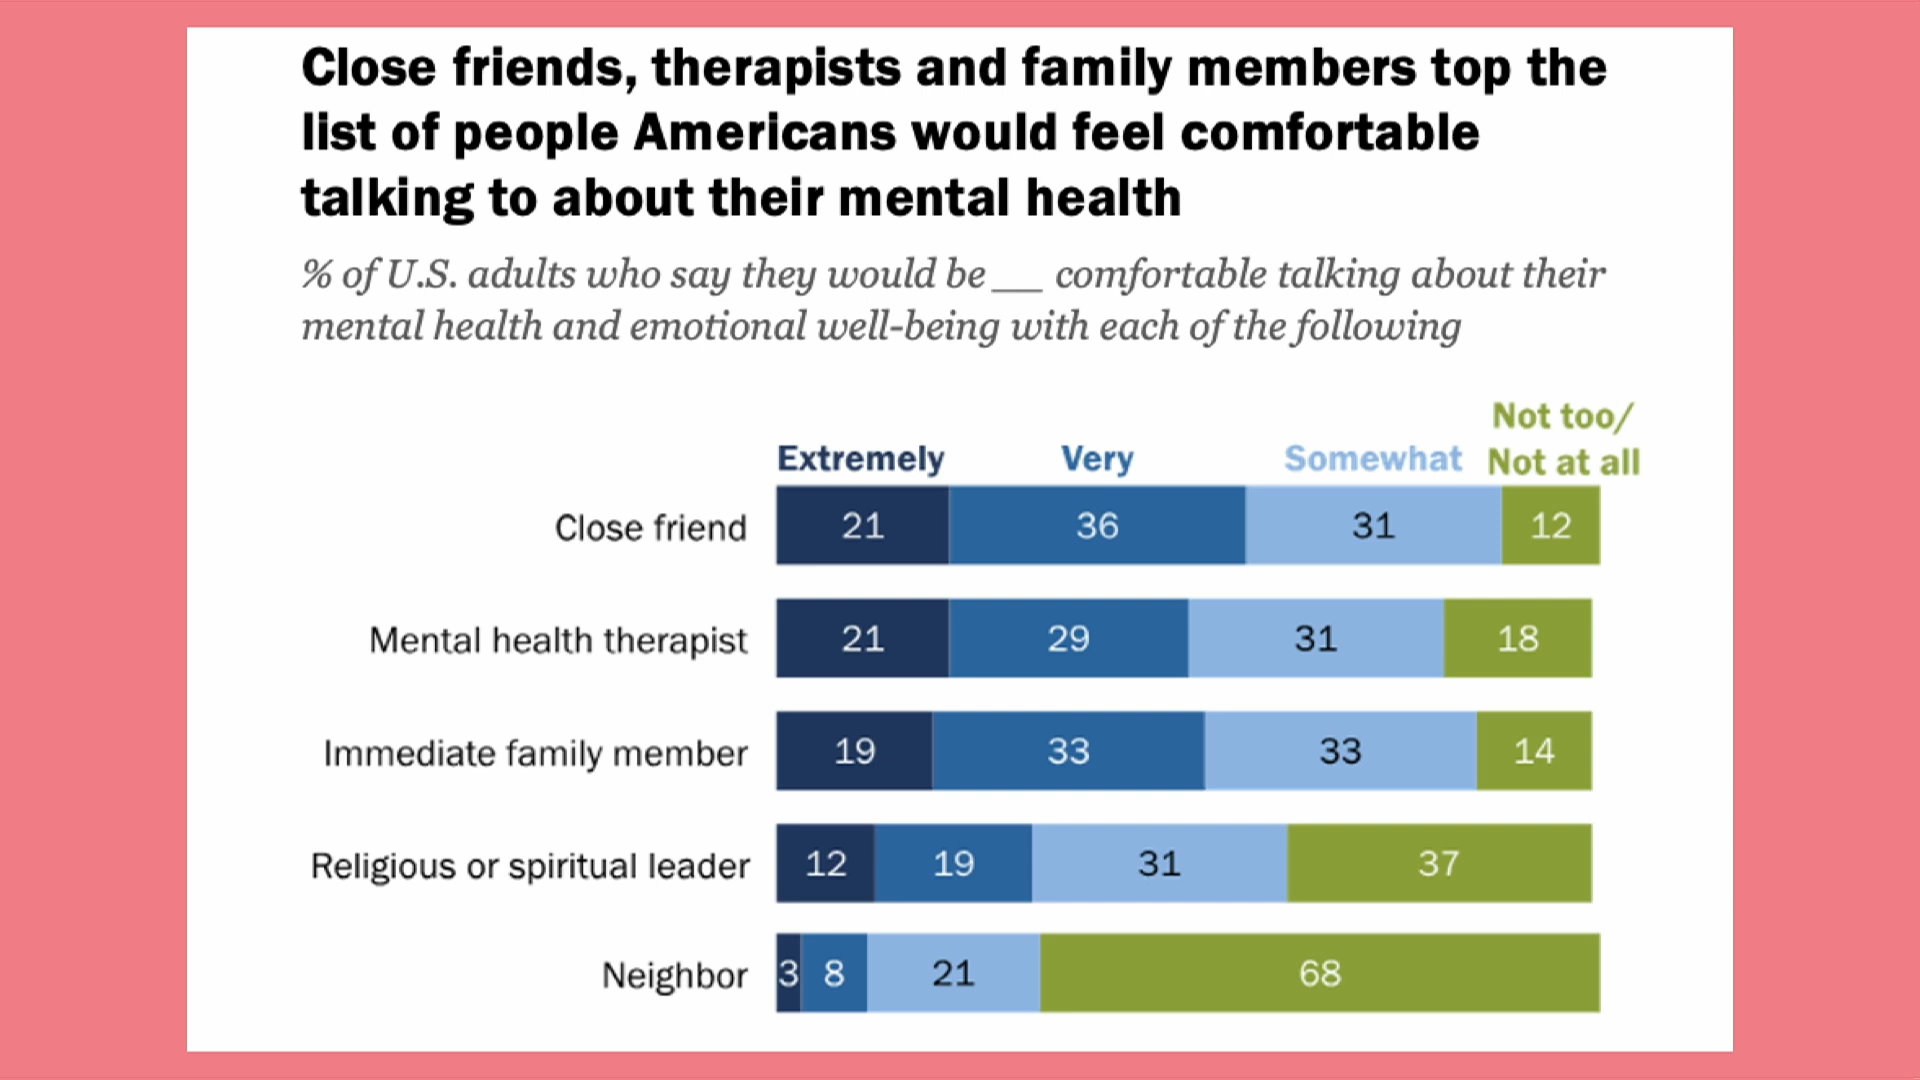 Close friends, therapists and family members top the
list of people Americans would feel comfortable
talking to about their mental health
% of U.S. adults who say they would be __ comfortable talking about their
mental health and emotional well-being with each of the following
Extremely Very Somewhat Not too/
Not at all
Close friend 21 36 31 12
Mental health therapist 21 29 31 18
Immediate family member 19 33 33 14
Religious or spiritual leader 12 19 31 37
Neighbor 3 8 21 68